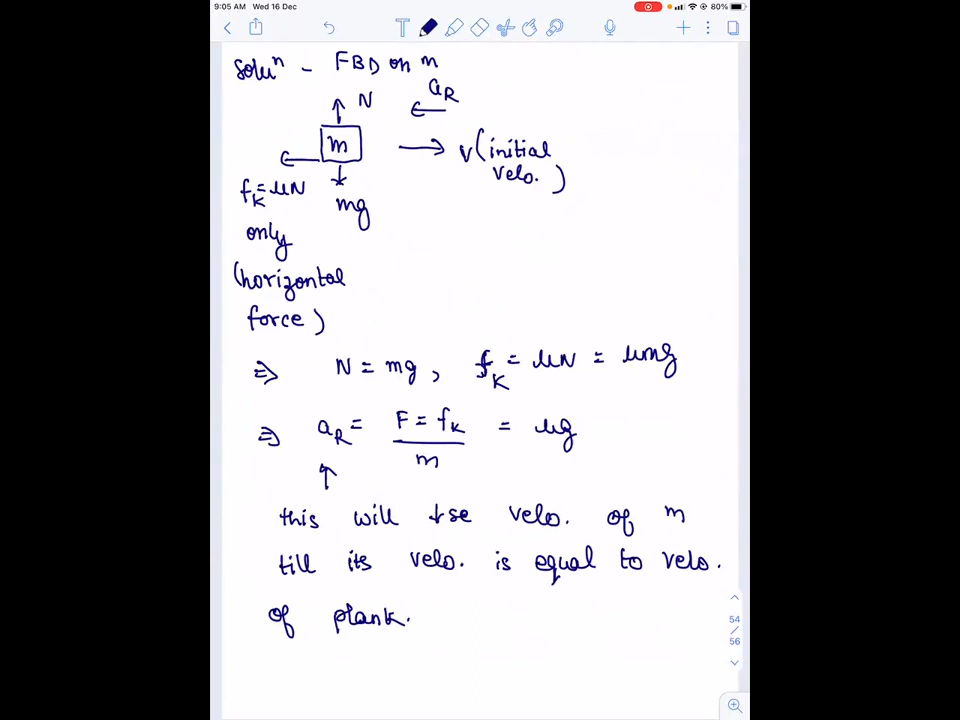 9:05 AM Wed 16 Dec
80%
Soluⁿ - FBD on m
N
a_R
m
v (initial velo.)
f_K = μN
mg
only
(horizontal
force)
⇒ N = mg, f_K = μN = μmg
⇒ a_R = F = f_K / m = μg
↑
this will ↓se velo. of m
till its velo. is equal to velo.
of plank.
54
/
56